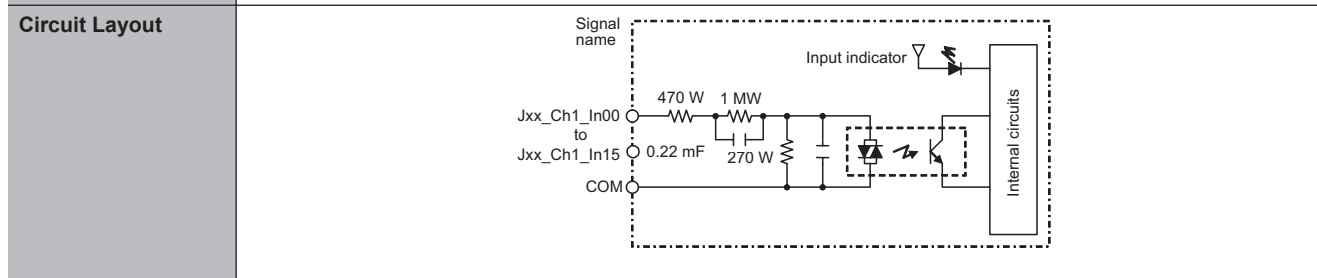 Circuit Layout
Signal
name
Input indicator
470 W
1 MW
Jxx_Ch1_In00
to
Jxx_Ch1_In15
0.22 mF
270 W
COM
Internal circuits